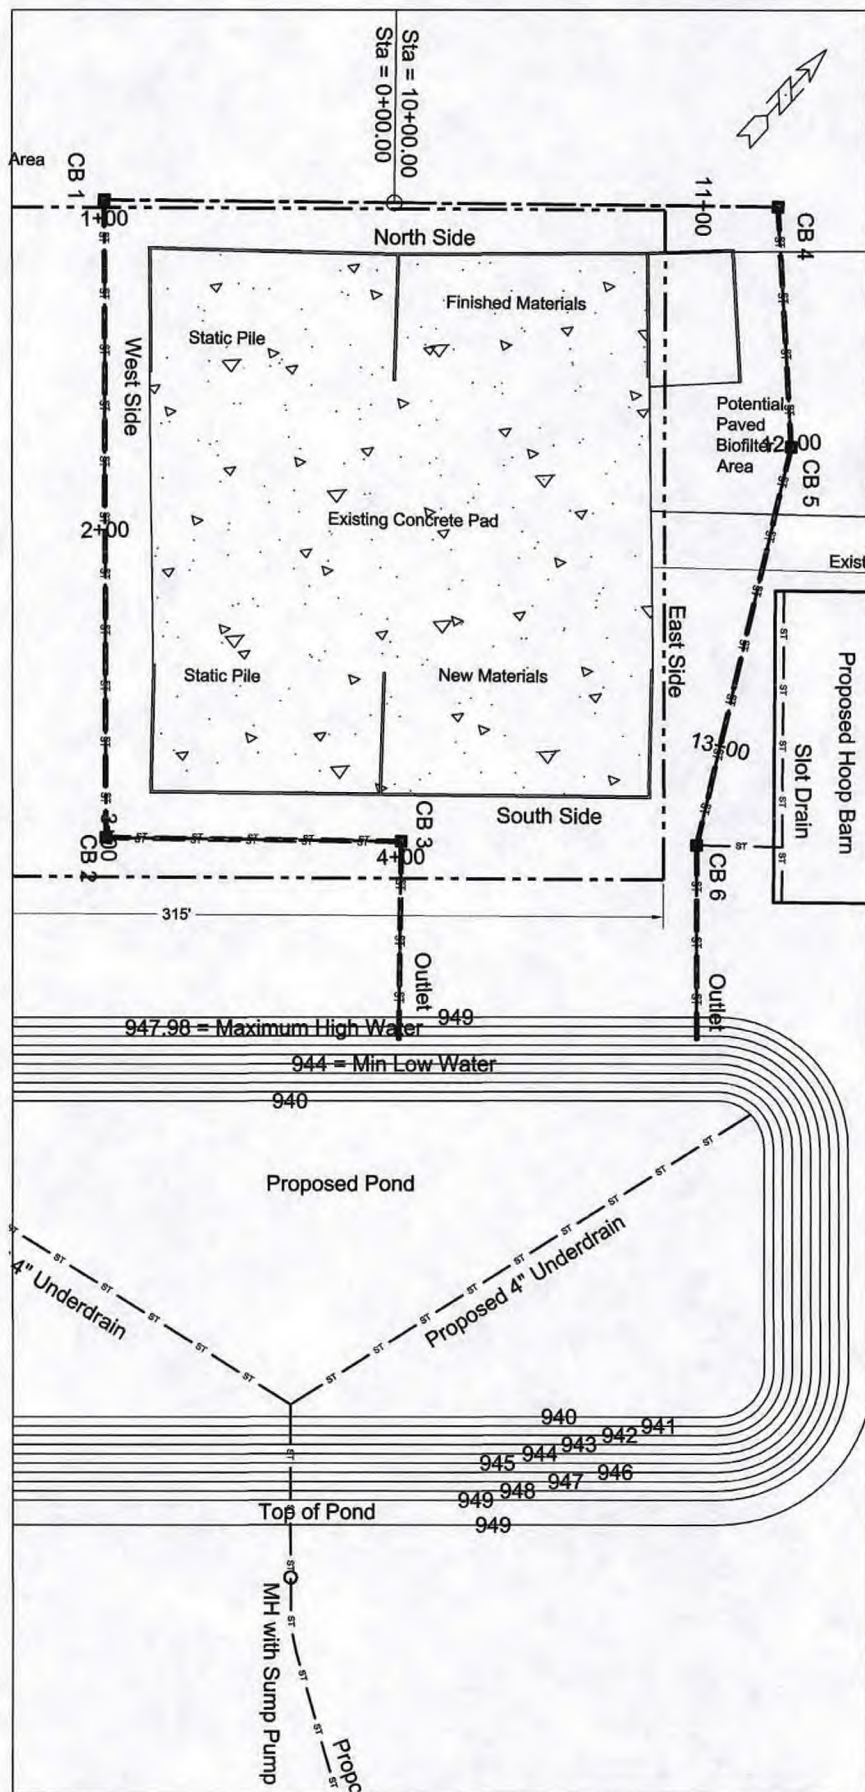 Sta = 10+00.00
Sta = 0+00.00
Area
CB 1
1+00
North Side
11+00
CB 4
Finished Materials
Static Pile
West Side
Potential
Paved
Biofilter
Area
12+00
CB 5
2+00
Existing Concrete Pad
Exist
East Side
Static Pile
New Materials
Proposed Hoop Barn
Slot Drain
13+00
South Side
CB 3
CB 2
4+00
CB 6
315'
Outlet
Outlet
949
947.98 = Maximum High Water
944 = Min Low Water
940
Proposed Pond
4" Underdrain
Proposed 4" Underdrain
940
941
942
943
944
945
946
947
948
949
Top of Pond
949
MH with Sump Pump
Propo
ST